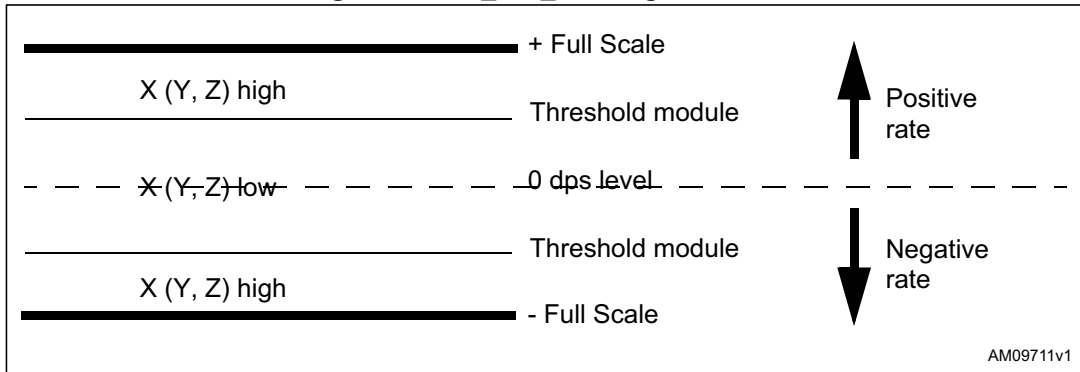 + Full Scale
X (Y, Z) high
Threshold module
Positive
rate
X (Y, Z) low
0 dps level
Threshold module
Negative
rate
X (Y, Z) high
- Full Scale
AM09711v1